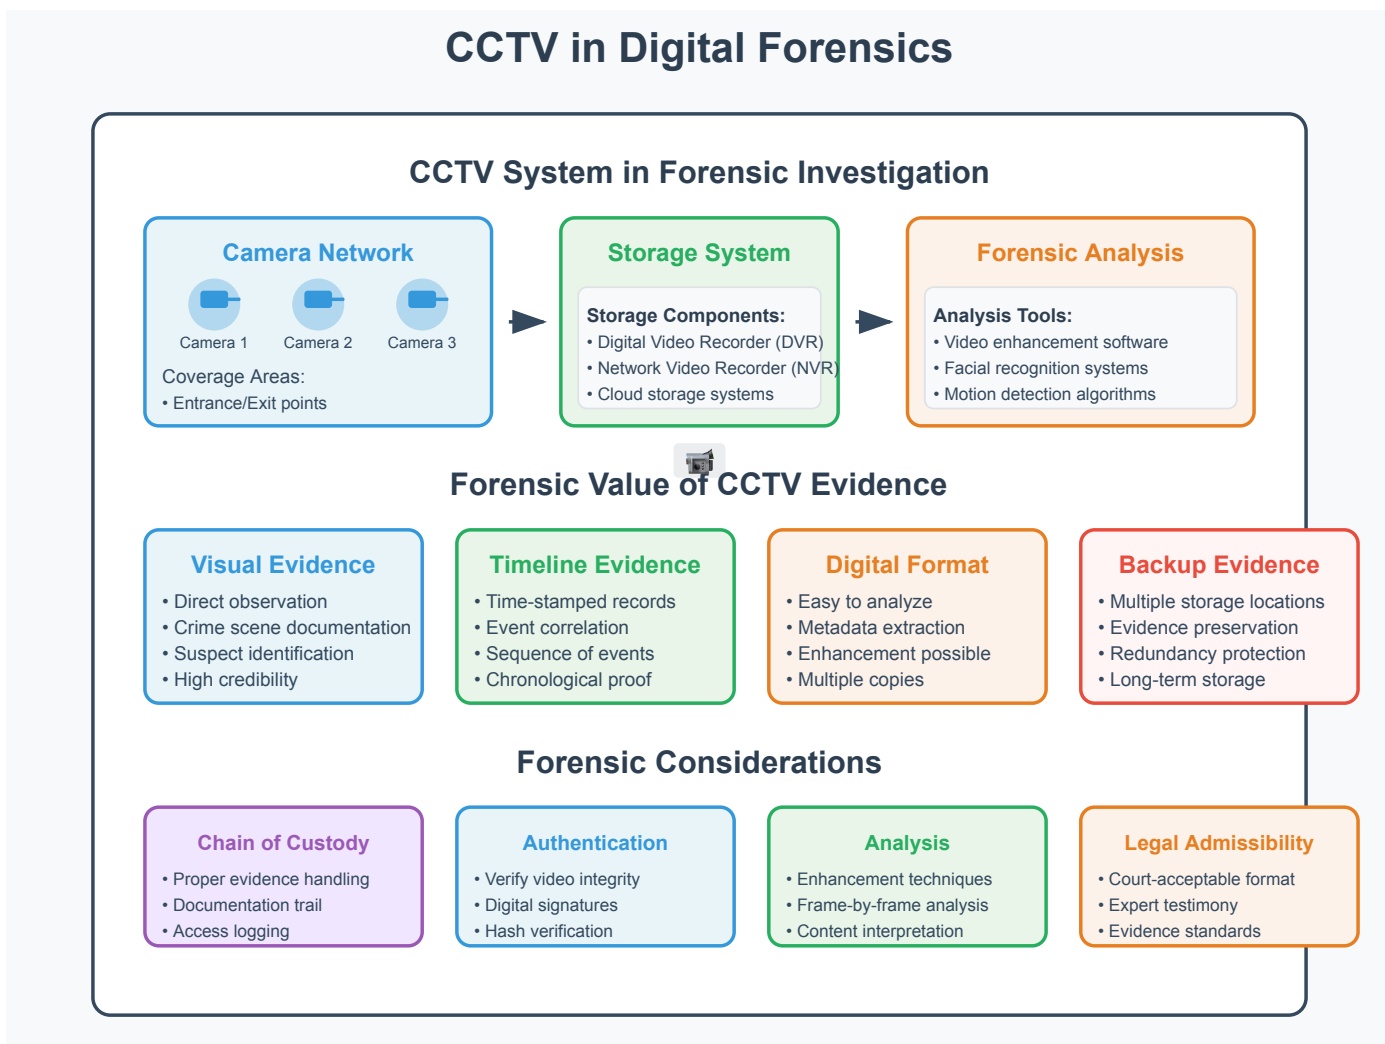 CCTV in Digital Forensics
CCTV System in Forensic Investigation
Camera Network
Camera 1
Camera 2
Camera 3
Coverage Areas:
• Entrance/Exit points
Storage System
Storage Components:
• Digital Video Recorder (DVR)
• Network Video Recorder (NVR)
• Cloud storage systems
Forensic Analysis
Analysis Tools:
• Video enhancement software
• Facial recognition systems
• Motion detection algorithms
Forensic Value of CCTV Evidence
Visual Evidence
• Direct observation
• Crime scene documentation
• Suspect identification
• High credibility
Timeline Evidence
• Time-stamped records
• Event correlation
• Sequence of events
• Chronological proof
Digital Format
• Easy to analyze
• Metadata extraction
• Enhancement possible
• Multiple copies
Backup Evidence
• Multiple storage locations
• Evidence preservation
• Redundancy protection
• Long-term storage
Forensic Considerations
Chain of Custody
• Proper evidence handling
• Documentation trail
• Access logging
Authentication
• Verify video integrity
• Digital signatures
• Hash verification
Analysis
• Enhancement techniques
• Frame-by-frame analysis
• Content interpretation
Legal Admissibility
• Court-acceptable format
• Expert testimony
• Evidence standards